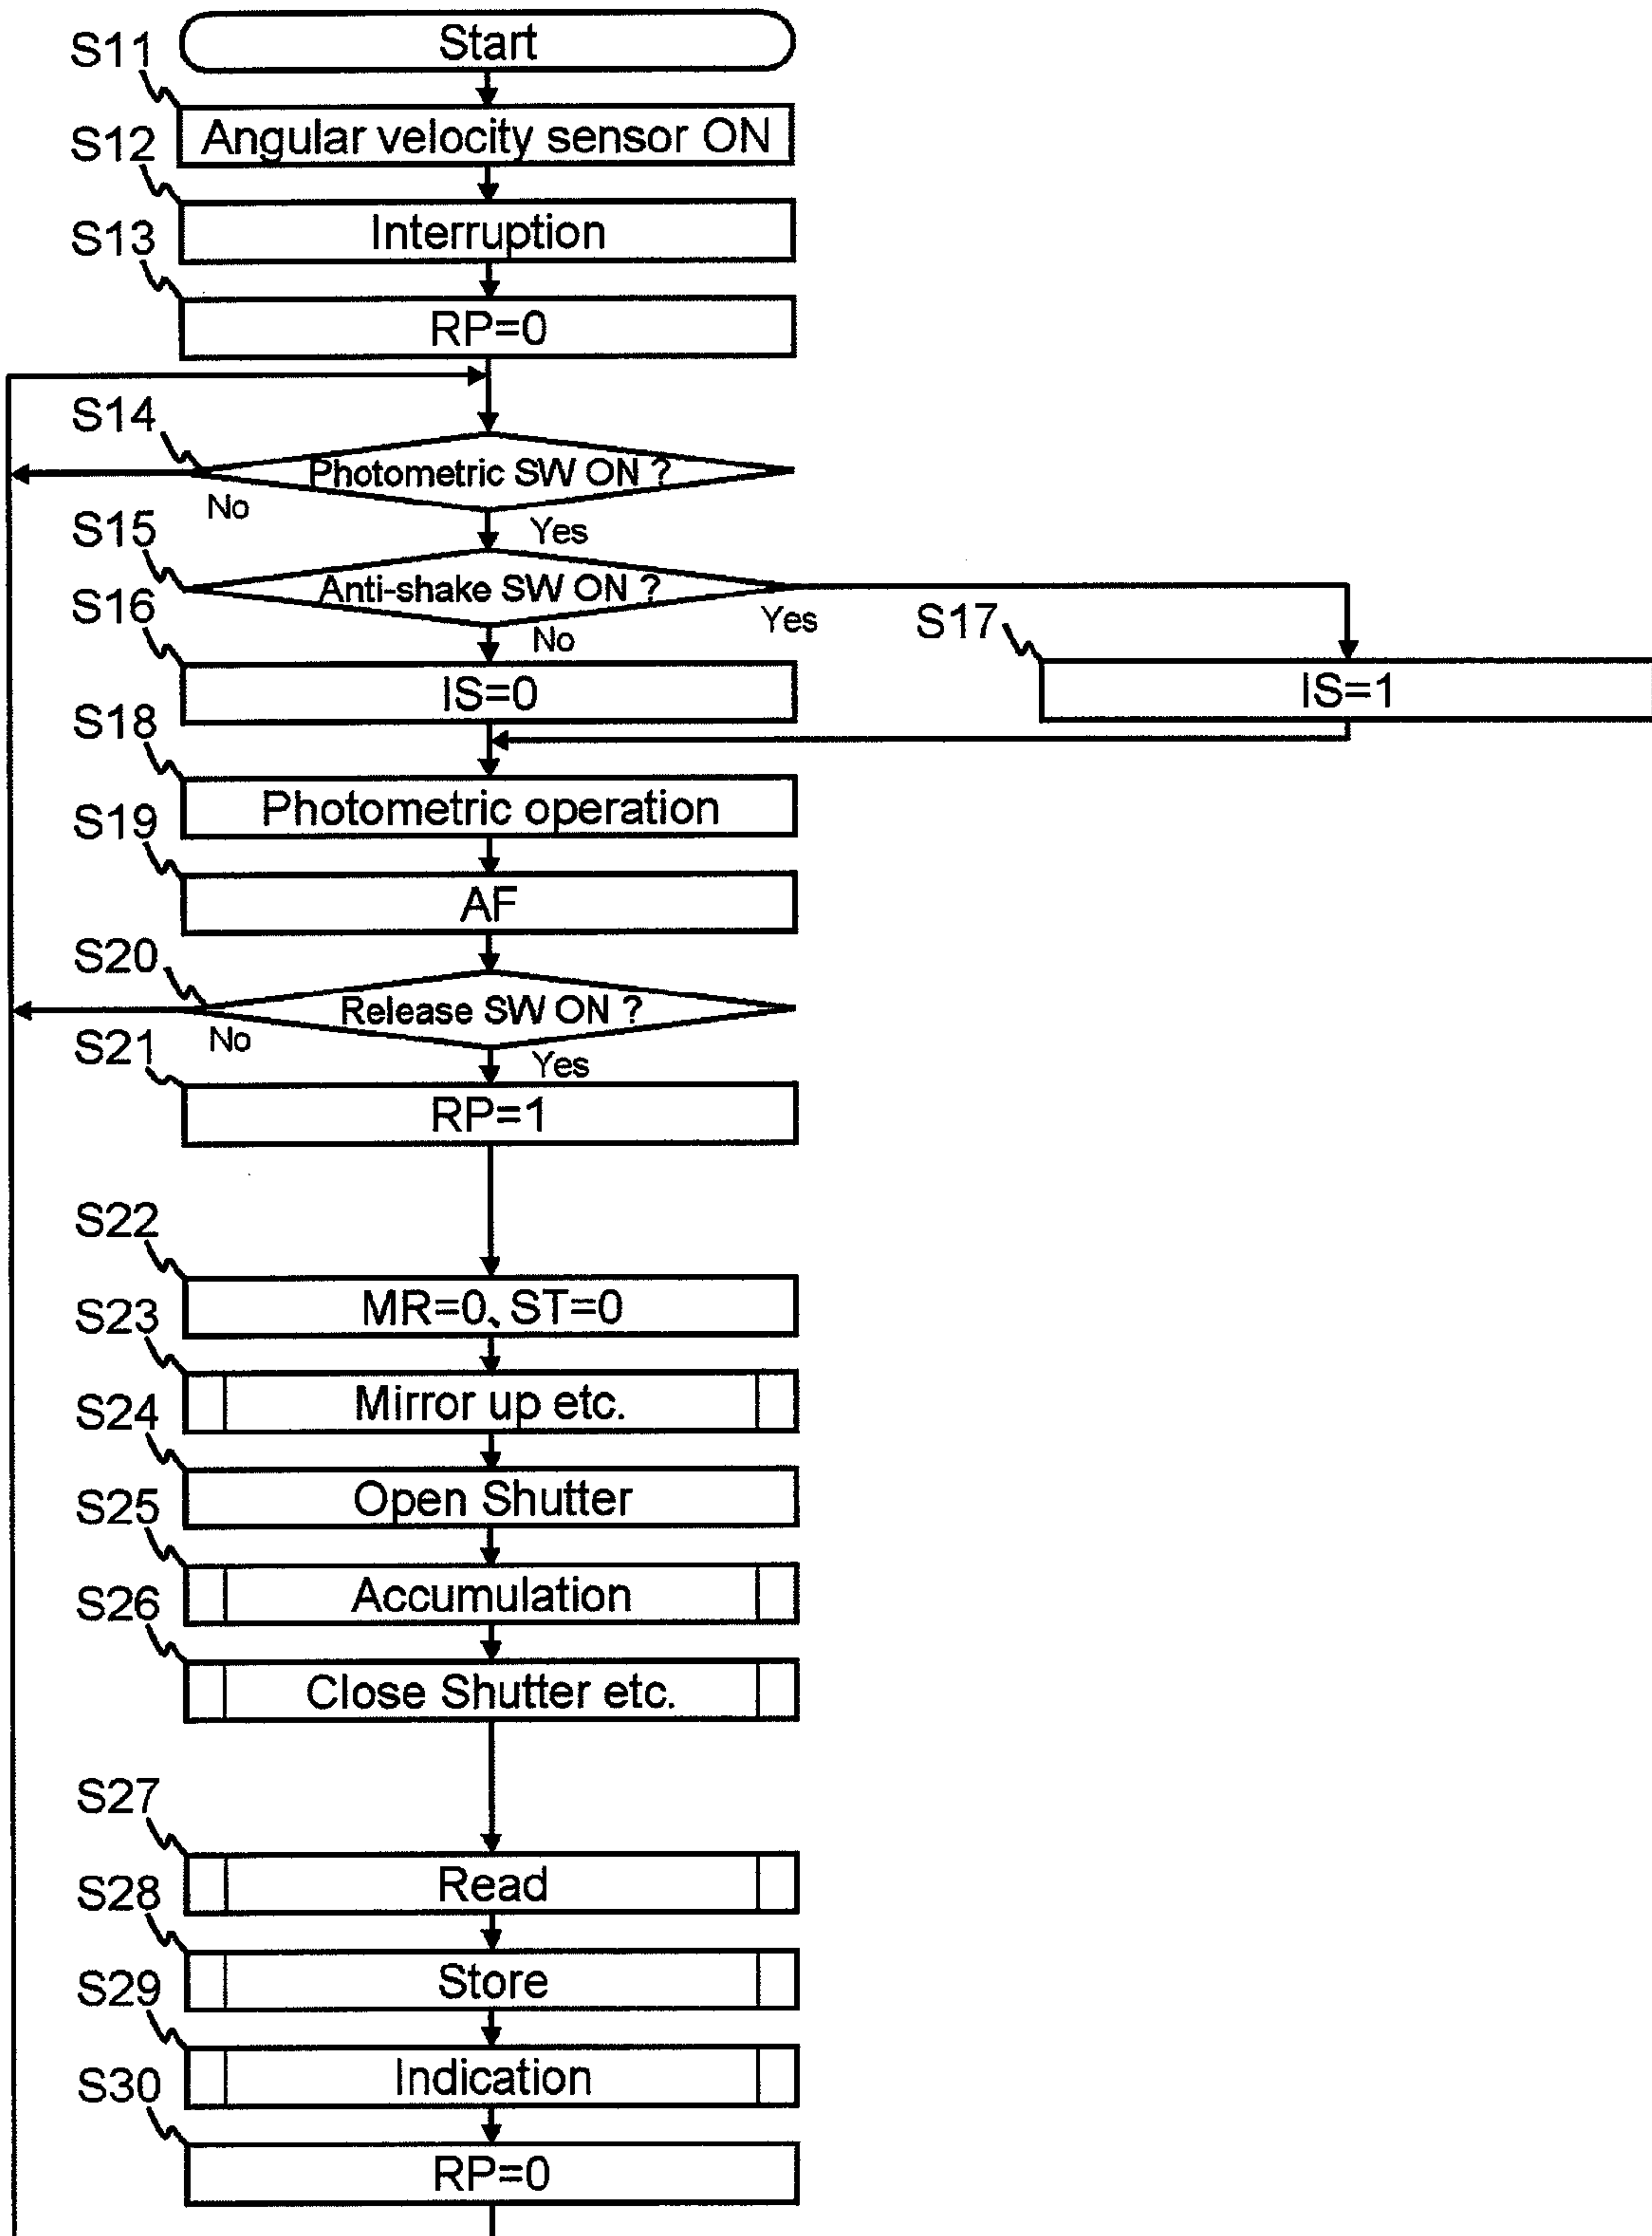 Start
S11
Angular velocity sensor ON
S12
Interruption
S13
RP=0
S14
Photometric SW ON ?
No
Yes
S15
Anti-shake SW ON ?
Yes
No
S16
IS=0
S17
IS=1
S18
Photometric operation
S19
AF
S20
Release SW ON ?
No
Yes
S21
RP=1
S22
MR=0、ST=0
S23
Mirror up etc.
S24
Open Shutter
S25
Accumulation
S26
Close Shutter etc.
S27
Read
S28
Store
S29
Indication
S30
RP=0